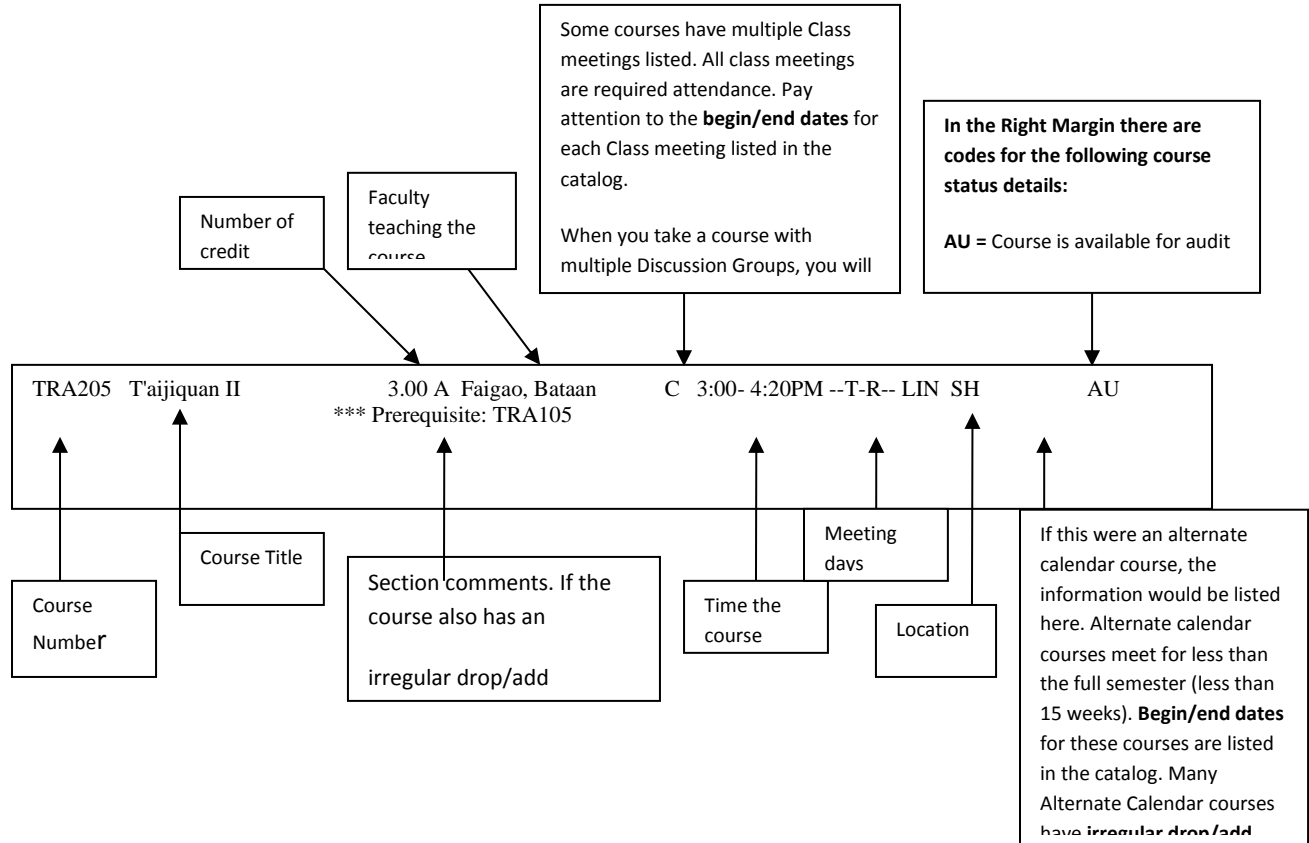 Some courses have multiple Class
meetings listed. All class meetings
are required attendance. Pay
attention to the begin/end dates for
each Class meeting listed in the
catalog.
When you take a course with
multiple Discussion Groups, you will
In the Right Margin there are
codes for the following course
status details:
AU = Course is available for audit
Faculty
teaching the
course
Number of
credit
TRA205 T'aijiquan II 3.00 A Faigao, Bataan C 3:00- 4:20PM --T-R-- LIN SH AU
*** Prerequisite: TRA105
Course
Number
Course Title
Section comments. If the
course also has an
irregular drop/add
Time the
course
Meeting
days
Location
If this were an alternate
calendar course, the
information would be listed
here. Alternate calendar
courses meet for less than
the full semester (less than
15 weeks). Begin/end dates
for these courses are listed
in the catalog. Many
Alternate Calendar courses
have irregular drop/add